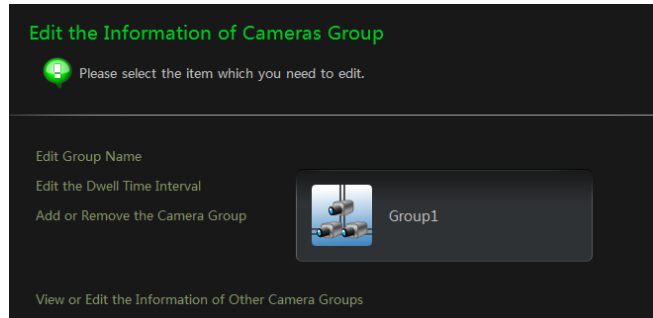 Edit the Information of Cameras Group
Please select the item which you need to edit.
Edit Group Name
Edit the Dwell Time Interval
Add or Remove the Camera Group
Group1
View or Edit the Information of Other Camera Groups